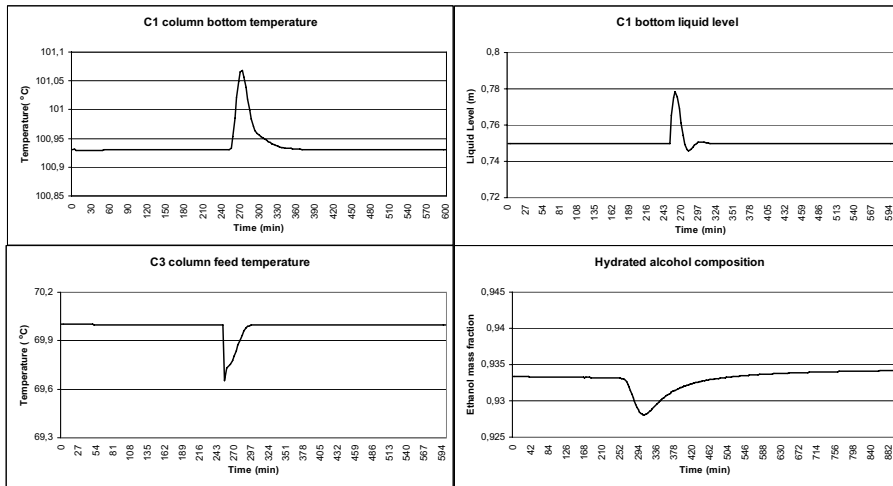 C1 column bottom temperature
101,1
101,05
101
100,95
100,9
100,85
Temperature( °C)
0 30 60 90 120 150 180 210 240 270 300 330 360 390 420 450 480 510 540 570 600
Time (min)
C1 bottom liquid level
0,8
0,78
0,76
0,74
0,72
Liquid Level (m)
0 27 54 81 108 135 162 189 216 243 270 297 324 351 378 405 432 459 486 513 540 567 594
Time (min)
C3 column feed temperature
70,2
69,9
69,6
69,3
Temperature ( °C)
0 27 54 81 108 135 162 189 216 243 270 297 324 351 378 405 432 459 486 513 540 567 594
Time (min)
Hydrated alcohol composition
0,945
0,94
0,935
0,93
0,925
Ethanol mass fraction
0 42 84 126 168 210 252 294 336 378 420 462 504 546 588 630 672 714 756 798 840 882
Time (min)